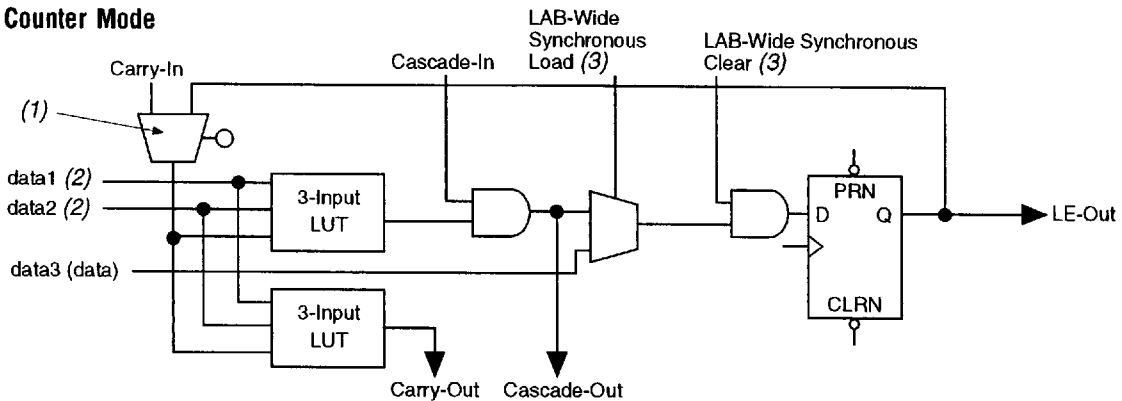 Counter Mode
LAB-Wide
Synchronous
Load (3)
LAB-Wide Synchronous
Clear (3)
Carry-In
Cascade-In
(1)
data1 (2)
data2 (2)
3-Input
LUT
PRN
D
Q
LE-Out
data3 (data)
3-Input
LUT
CLRN
Carry-Out
Cascade-Out